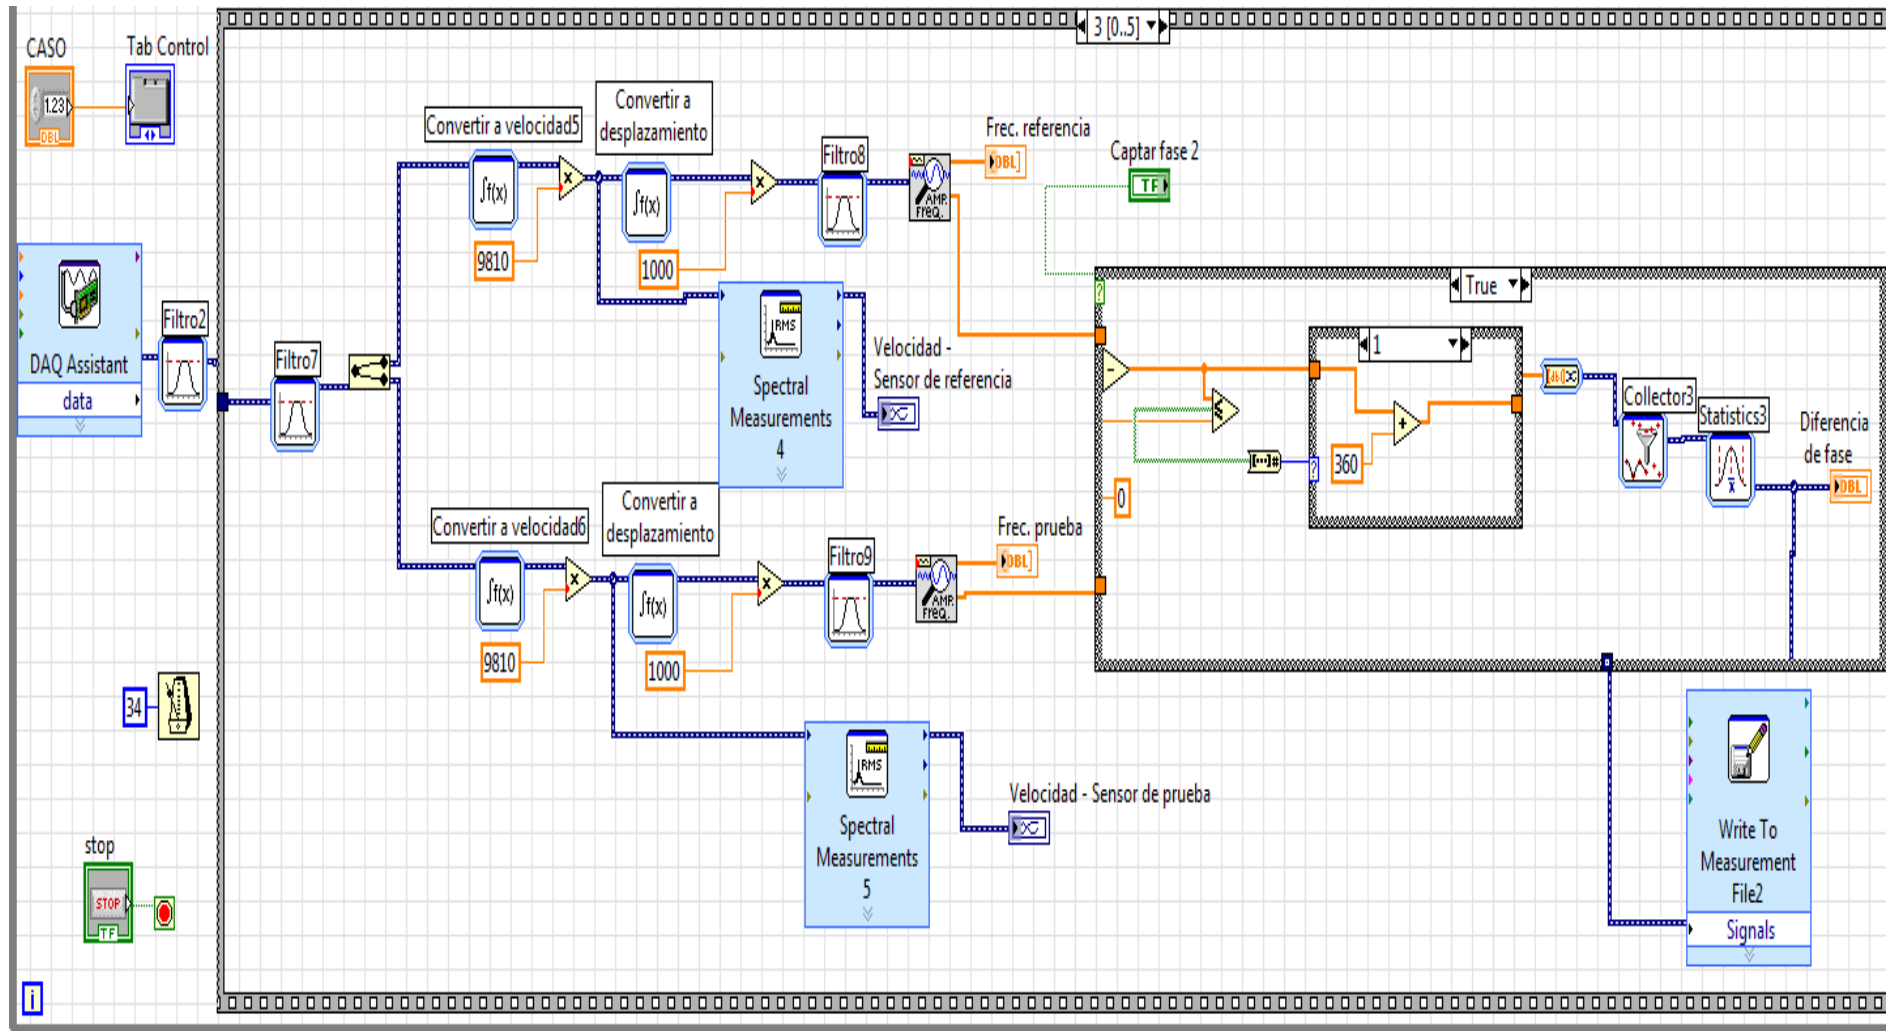 3 [0..5]
CASO
Tab Control
1.23
DBL
Convertir a velocidad5
Convertir a
desplazamiento
∫f(x)
9810
x
∫f(x)
1000
x
Filtro8
AMP.
Freq.
Frec. referencia
DBL]
Captar fase 2
TF
DAQ Assistant
data
Filtro2
Filtro7
RMS
Spectral
Measurements
4
Velocidad -
Sensor de referencia
?
True
1
-
+
360
0
?
[...]#
[dbl]
Collector3
Statistics3
x
Diferencia
de fase
DBL
Convertir a velocidad6
Convertir a
desplazamiento
∫f(x)
9810
x
∫f(x)
1000
x
Filtro9
AMP.
Freq.
Frec. prueba
DBL]
34
RMS
Spectral
Measurements
5
Velocidad - Sensor de prueba
Write To
Measurement
File2
Signals
stop
STOP
TF
i